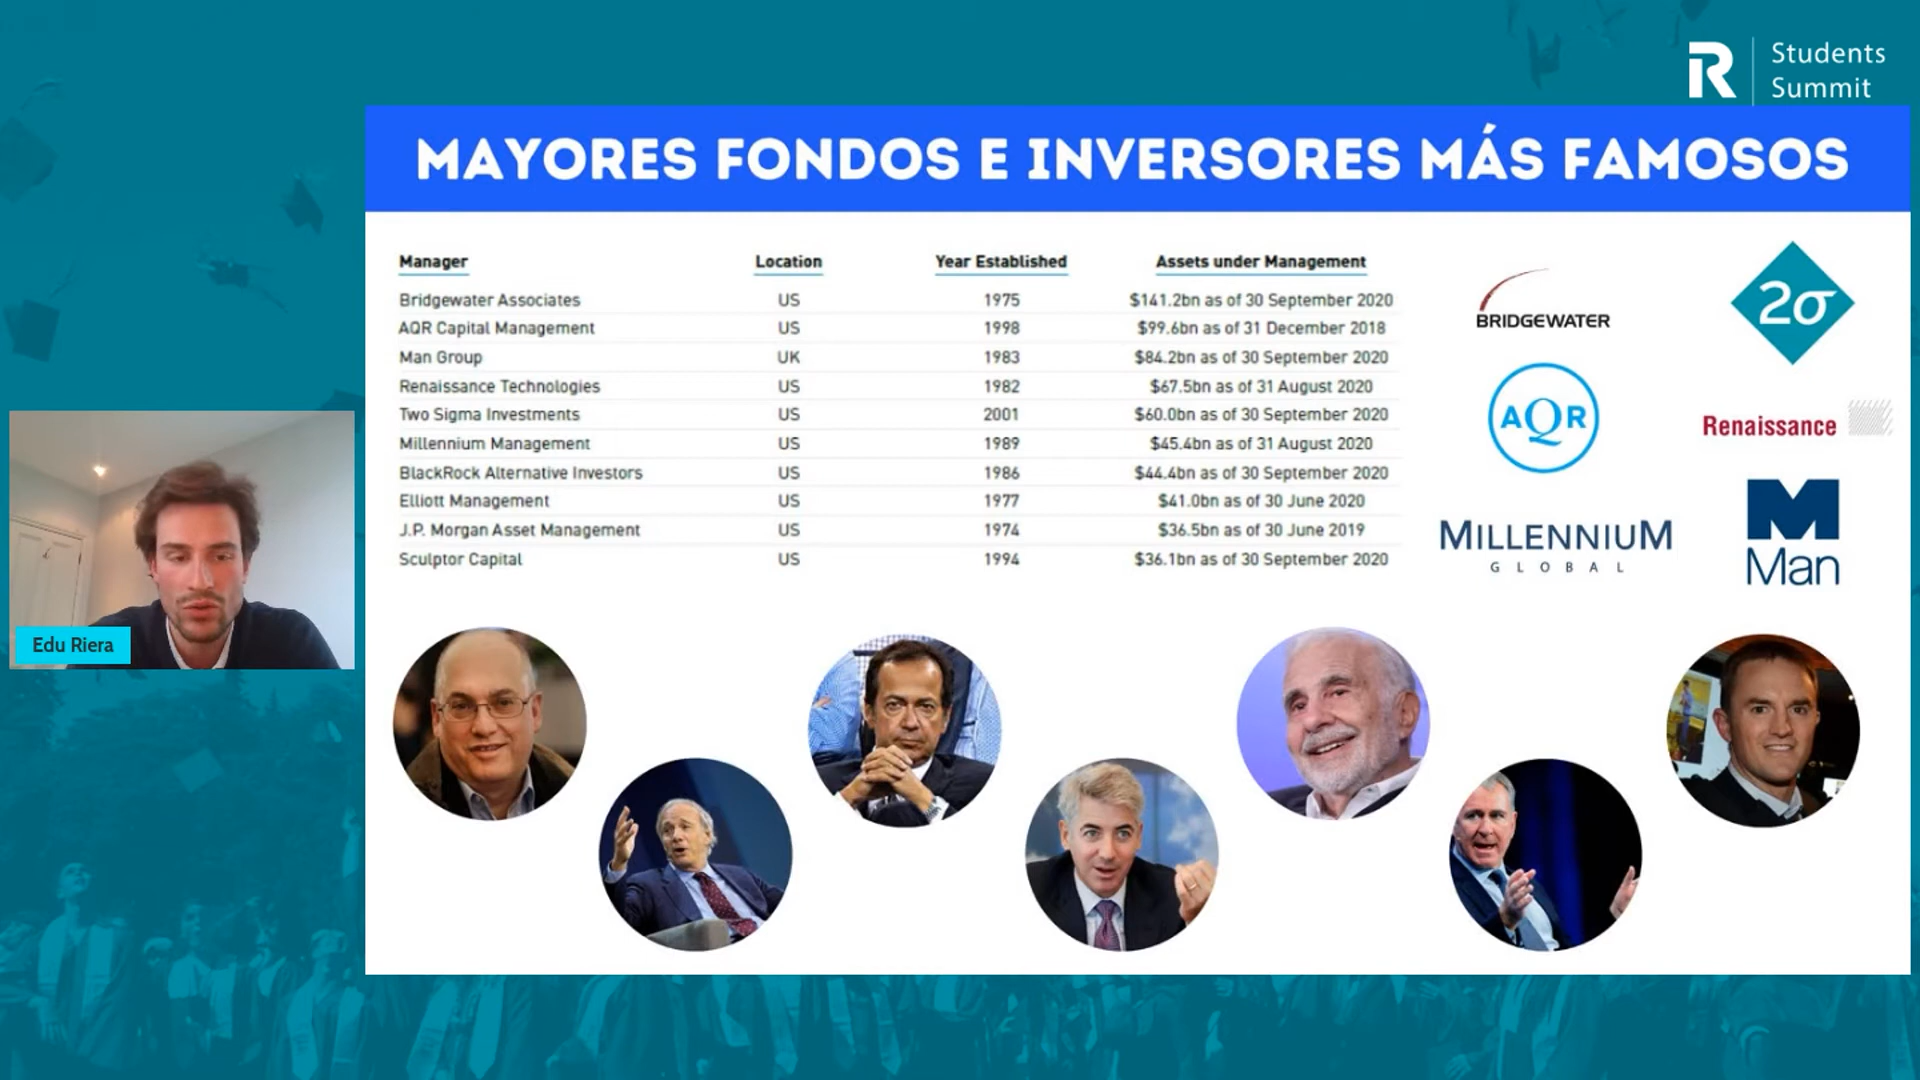 Students
Summit
MAYORES FONDOS E INVERSORES MÁS FAMOSOS
Manager Location Year Established Assets under Management
Bridgewater Associates US 1975 $141.2bn as of 30 September 2020
AQR Capital Management US 1998 $99.6bn as of 31 December 2018
Man Group UK 1983 $84.2bn as of 30 September 2020
Renaissance Technologies US 1982 $67.5bn as of 31 August 2020
Two Sigma Investments US 2001 $60.0bn as of 30 September 2020
Millennium Management US 1989 $45.4bn as of 31 August 2020
BlackRock Alternative Investors US 1986 $44.4bn as of 30 September 2020
Elliott Management US 1977 $41.0bn as of 30 June 2020
J.P. Morgan Asset Management US 1974 $36.5bn as of 30 June 2019
Sculptor Capital US 1994 $36.1bn as of 30 September 2020
BRIDGEWATER
2σ
AQR
Renaissance
MILLENNIUM
GLOBAL
M
Man
Edu Riera